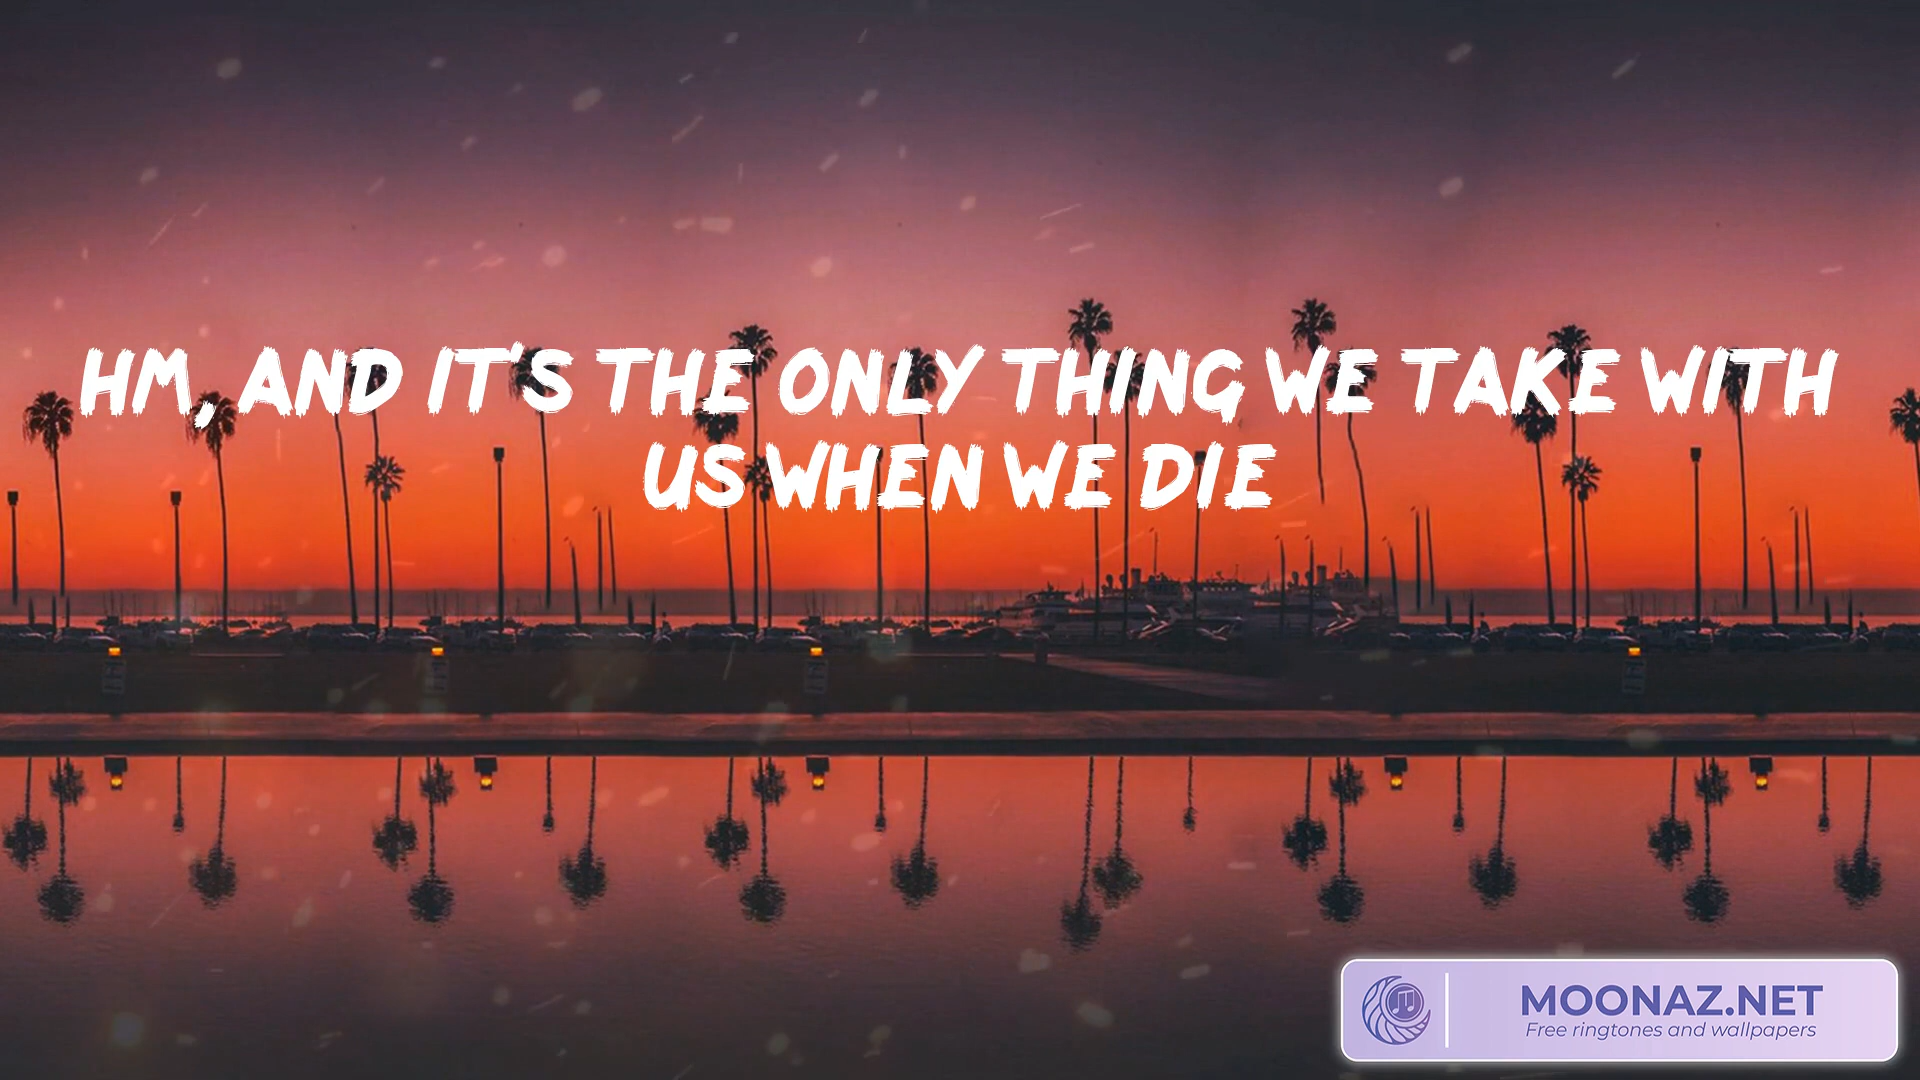 HM, AND IT'S THE ONLY THING WE TAKE WITH
US WHEN WE DIE
MOONAZ.NET
Free ringtones and wallpapers